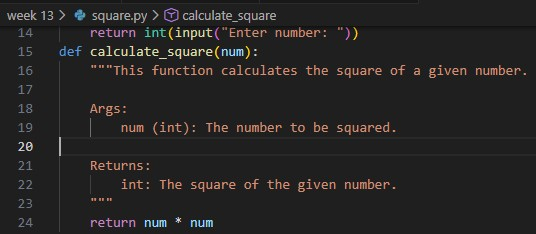 week 13 > square.py > calculate_square
14 return int(input("Enter number: "))
15 def calculate_square(num):
16 """This function calculates the square of a given number.
17
18 Args:
19 num (int): The number to be squared.
20
21 Returns:
22 int: The square of the given number.
23 """
24 return num * num